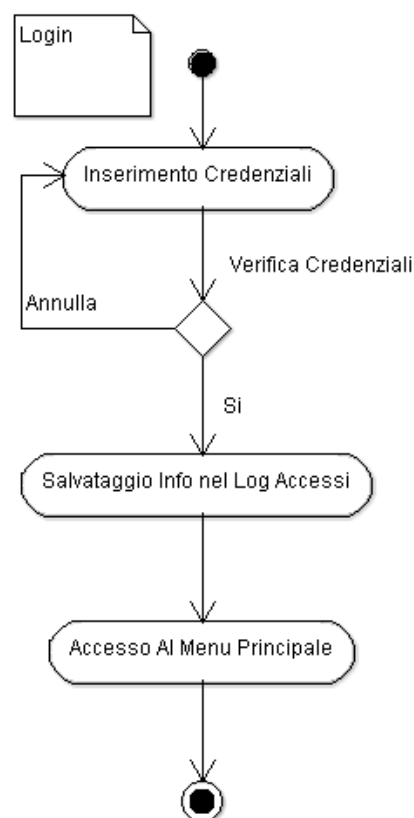 Login
Inserimento Credenziali
Verifica Credenziali
Annulla
Si
Salvataggio Info nel Log Accessi
Accesso Al Menu Principale